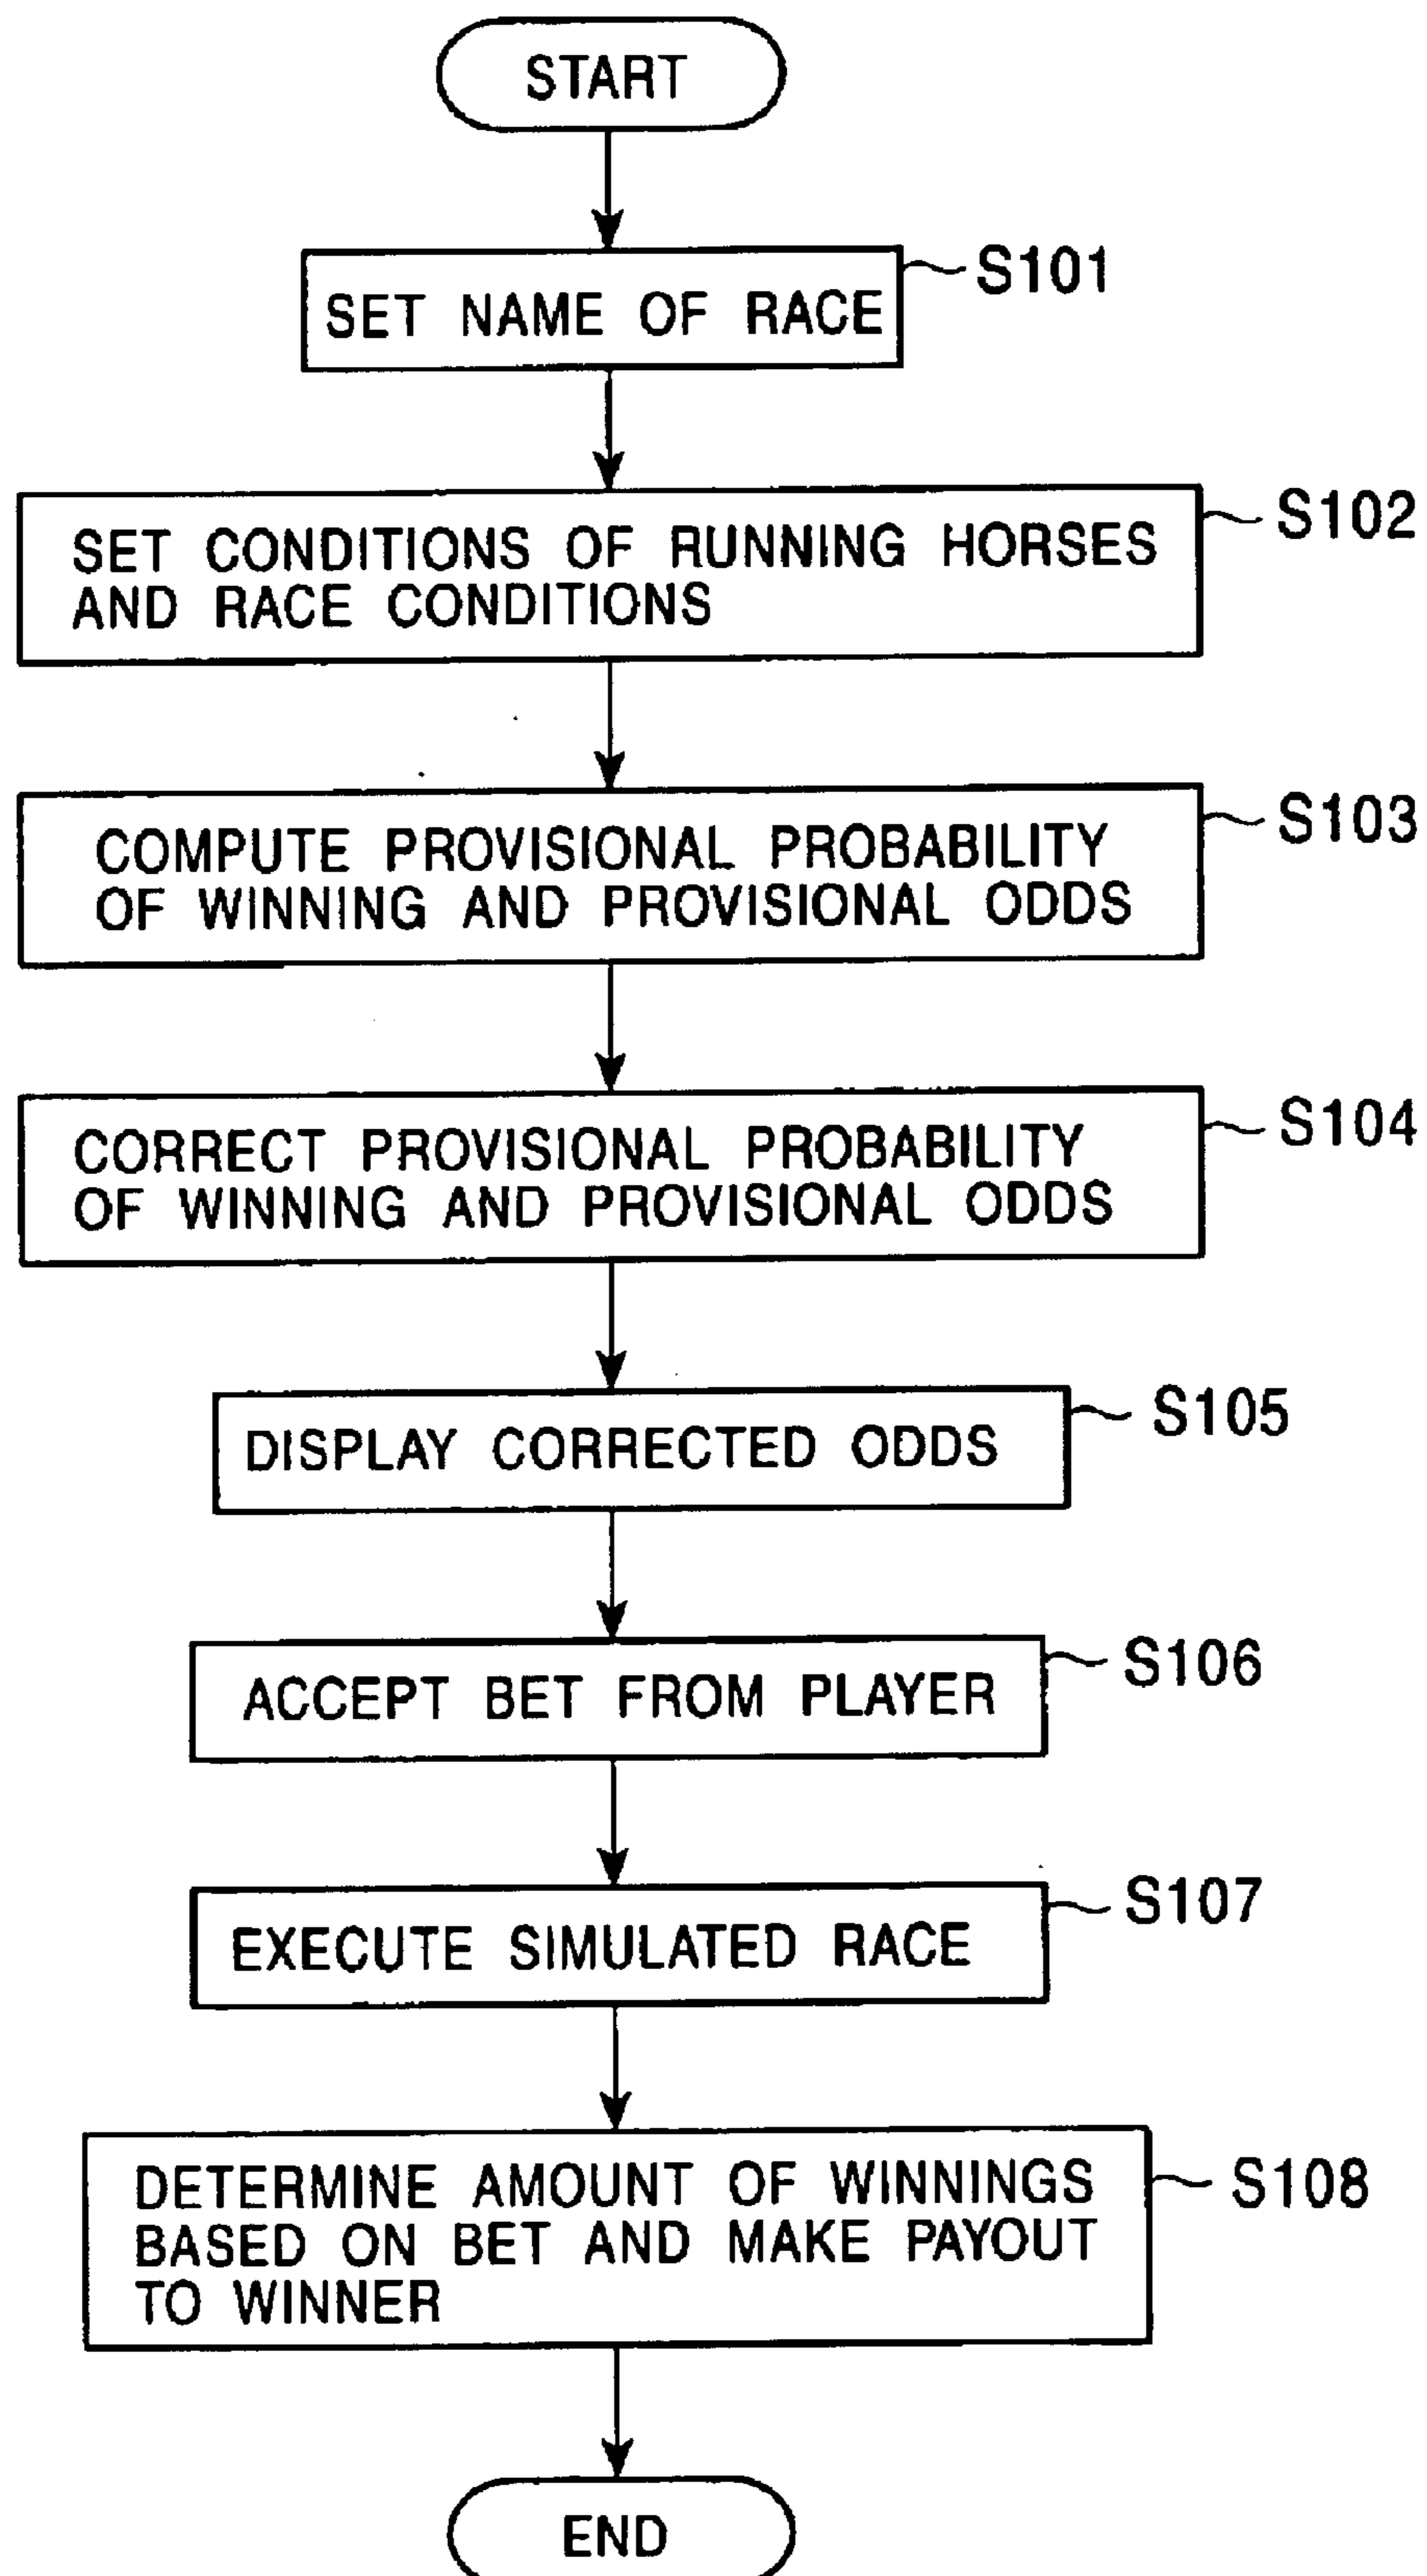 START
S101
SET NAME OF RACE
S102
SET CONDITIONS OF RUNNING HORSES
AND RACE CONDITIONS
S103
COMPUTE PROVISIONAL PROBABILITY
OF WINNING AND PROVISIONAL ODDS
S104
CORRECT PROVISIONAL PROBABILITY
OF WINNING AND PROVISIONAL ODDS
S105
DISPLAY CORRECTED ODDS
S106
ACCEPT BET FROM PLAYER
S107
EXECUTE SIMULATED RACE
S108
DETERMINE AMOUNT OF WINNINGS
BASED ON BET AND MAKE PAYOUT
TO WINNER
END